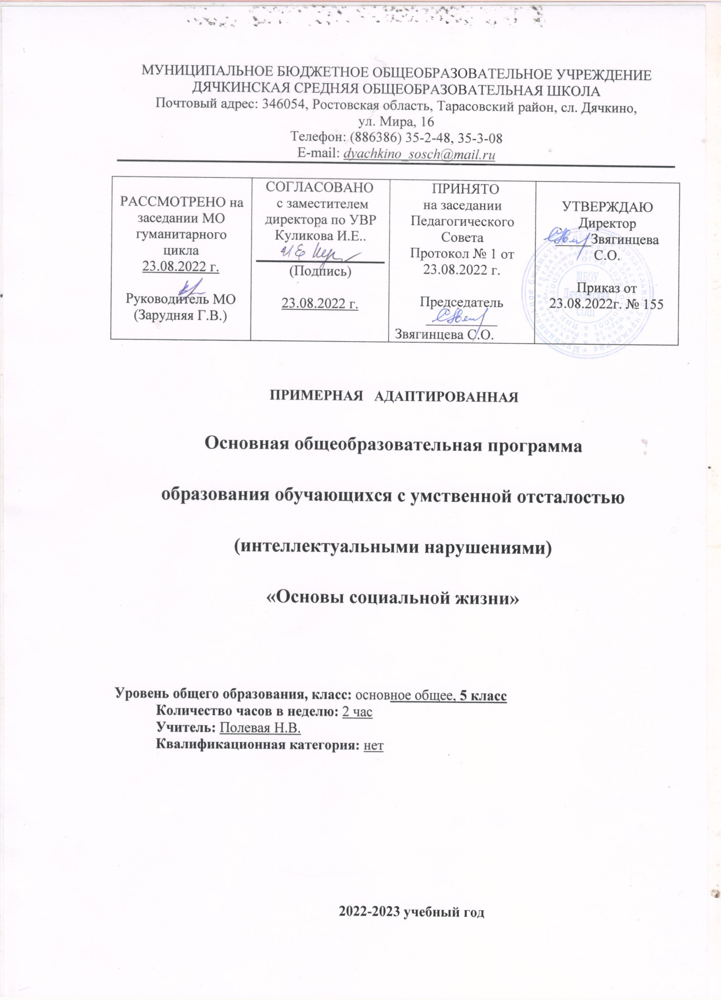 МУНИЦИПАЛЬНОЕ БЮДЖЕТНОЕ ОБЩЕОБРАЗОВАТЕЛЬНОЕ УЧРЕЖДЕНИЕ
ДЯЧКИНСКАЯ СРЕДНЯЯ ОБЩЕОБРАЗОВАТЕЛЬНАЯ ШКОЛА
Почтовый адрес: 346054, Ростовская область, Тарасовский район, сл. Дячкино,
ул. Мира, 16
Телефон: (886386) 35-2-48, 35-3-08
E-mail: dyachkino_sosch@mail.ru
РАССМОТРЕНО на
заседании МО
гуманитарного
цикла
23.08.2022 г.
Руководитель МО
(Зарудняя Г.В.)
СОГЛАСОВАНО
с заместителем
директора по УВР
Куликова И.Е..
(Подпись)
23.08.2022 г.
ПРИНЯТО
на заседании
Педагогического
Совета
Протокол № 1 от
23.08.2022 г.
Председатель
Звягинцева С.О.
УТВЕРЖДАЮ
Директор
Звягинцева
С.О.
Приказ от
23.08.2022г. № 155
МБОУ
Дячкинская
СОШ
ПРИМЕРНАЯ АДАПТИРОВАННАЯ
Основная общеобразовательная программа
образования обучающихся с умственной отсталостью
(интеллектуальными нарушениями)
«Основы социальной жизни»
Уровень общего образования, класс: основное общее, 5 класс
Количество часов в неделю: 2 час
Учитель: Полевая Н.В.
Квалификационная категория: нет
2022-2023 учебный год